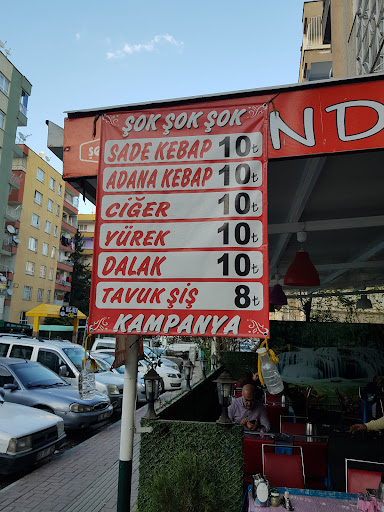 ŞOK ŞOK ŞOK
SADE KEBAP 10₺
ADANA KEBAP 10₺
CİĞER 10₺
YÜREK 10₺
DALAK 10₺
TAVUK ŞİŞ 8₺
KAMPANYA
ND